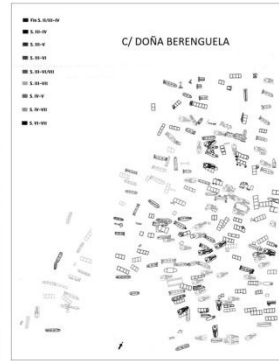 Fin S. II/III-IV
S. III-IV
S. III-V
S. III-VI
S. III-VI/VII
S. III-VII
S. IV-V
S. IV-VII
S. VI-VII
C/ DOÑA BERENGUELA